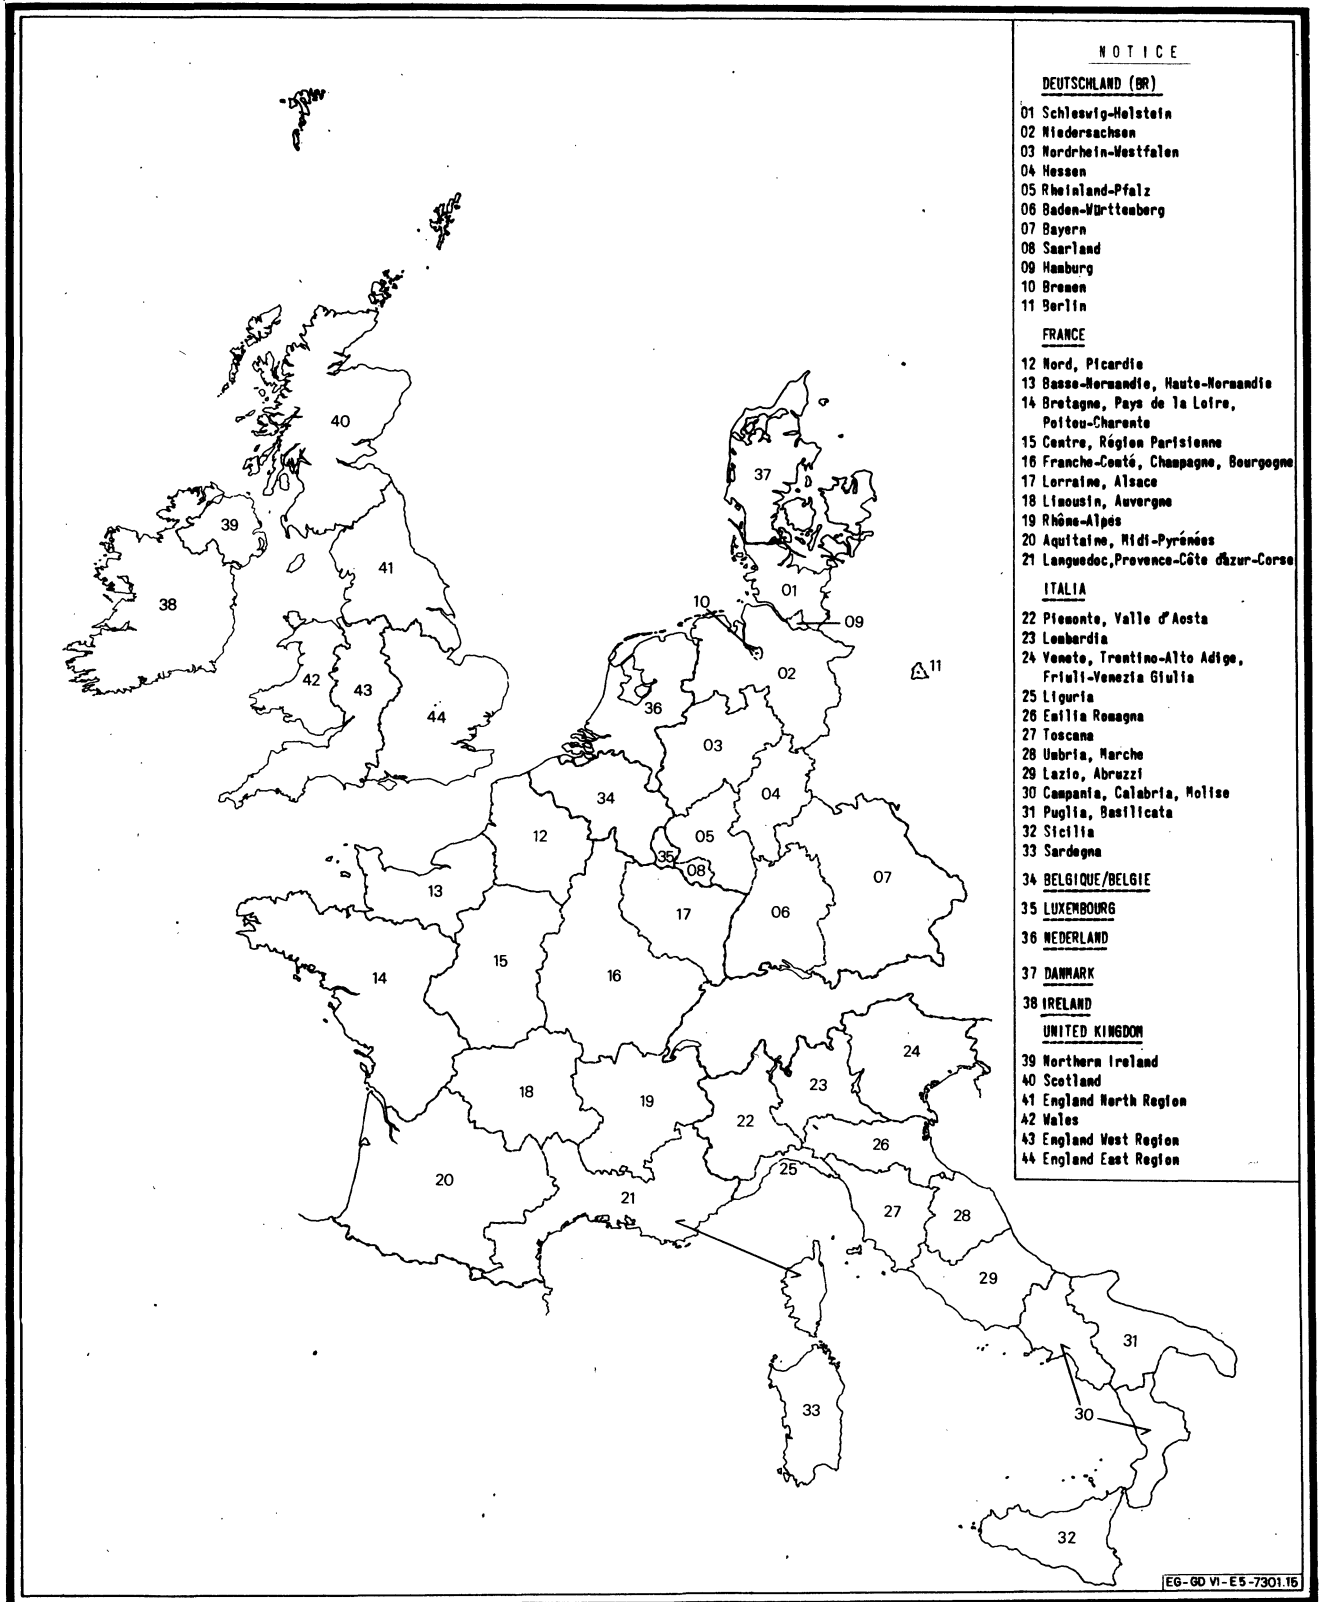 NOTICE
DEUTSCHLAND (BR)
01 Schleswig-Holstein
02 Niedersachsen
03 Nordrhein-Westfalen
04 Hessen
05 Rheinland-Pfalz
06 Baden-Württemberg
07 Bayern
08 Saarland
09 Hamburg
10 Bremen
11 Berlin
FRANCE
12 Nord, Picardie
13 Basse-Normandie, Haute-Normandie
14 Bretagne, Pays de la Loire,
Poitou-Charente
15 Centre, Région Parisienne
16 Franche-Comté, Champagne, Bourgogne
17 Lorraine, Alsace
18 Limousin, Auvergne
19 Rhône-Alpes
20 Aquitaine, Midi-Pyrénées
21 Languedoc,Provence-Côte d'azur-Corse
ITALIA
22 Piemonte, Valle d'Aosta
23 Lombardia
24 Veneto, Trentino-Alto Adige,
Friuli-Venezia Giulia
25 Liguria
26 Emilia Romagna
27 Toscana
28 Umbria, Marche
29 Lazio, Abruzzi
30 Campania, Calabria, Molise
31 Puglia, Basilicata
32 Sicilia
33 Sardegna
34 BELGIQUE/BELGIE
35 LUXEMBOURG
36 NEDERLAND
37 DANMARK
38 IRELAND
UNITED KINGDOM
39 Northern Ireland
40 Scotland
41 England North Region
42 Wales
43 England West Region
44 England East Region
40
37
39
41
01
38
10
09
11
42
43
44
36
02
03
34
04
12
05
35
08
07
13
17
06
15
14
16
24
18
19
23
22
26
25
20
21
27
28
29
31
33
30
32
EG-GD VI-E5-7301.15